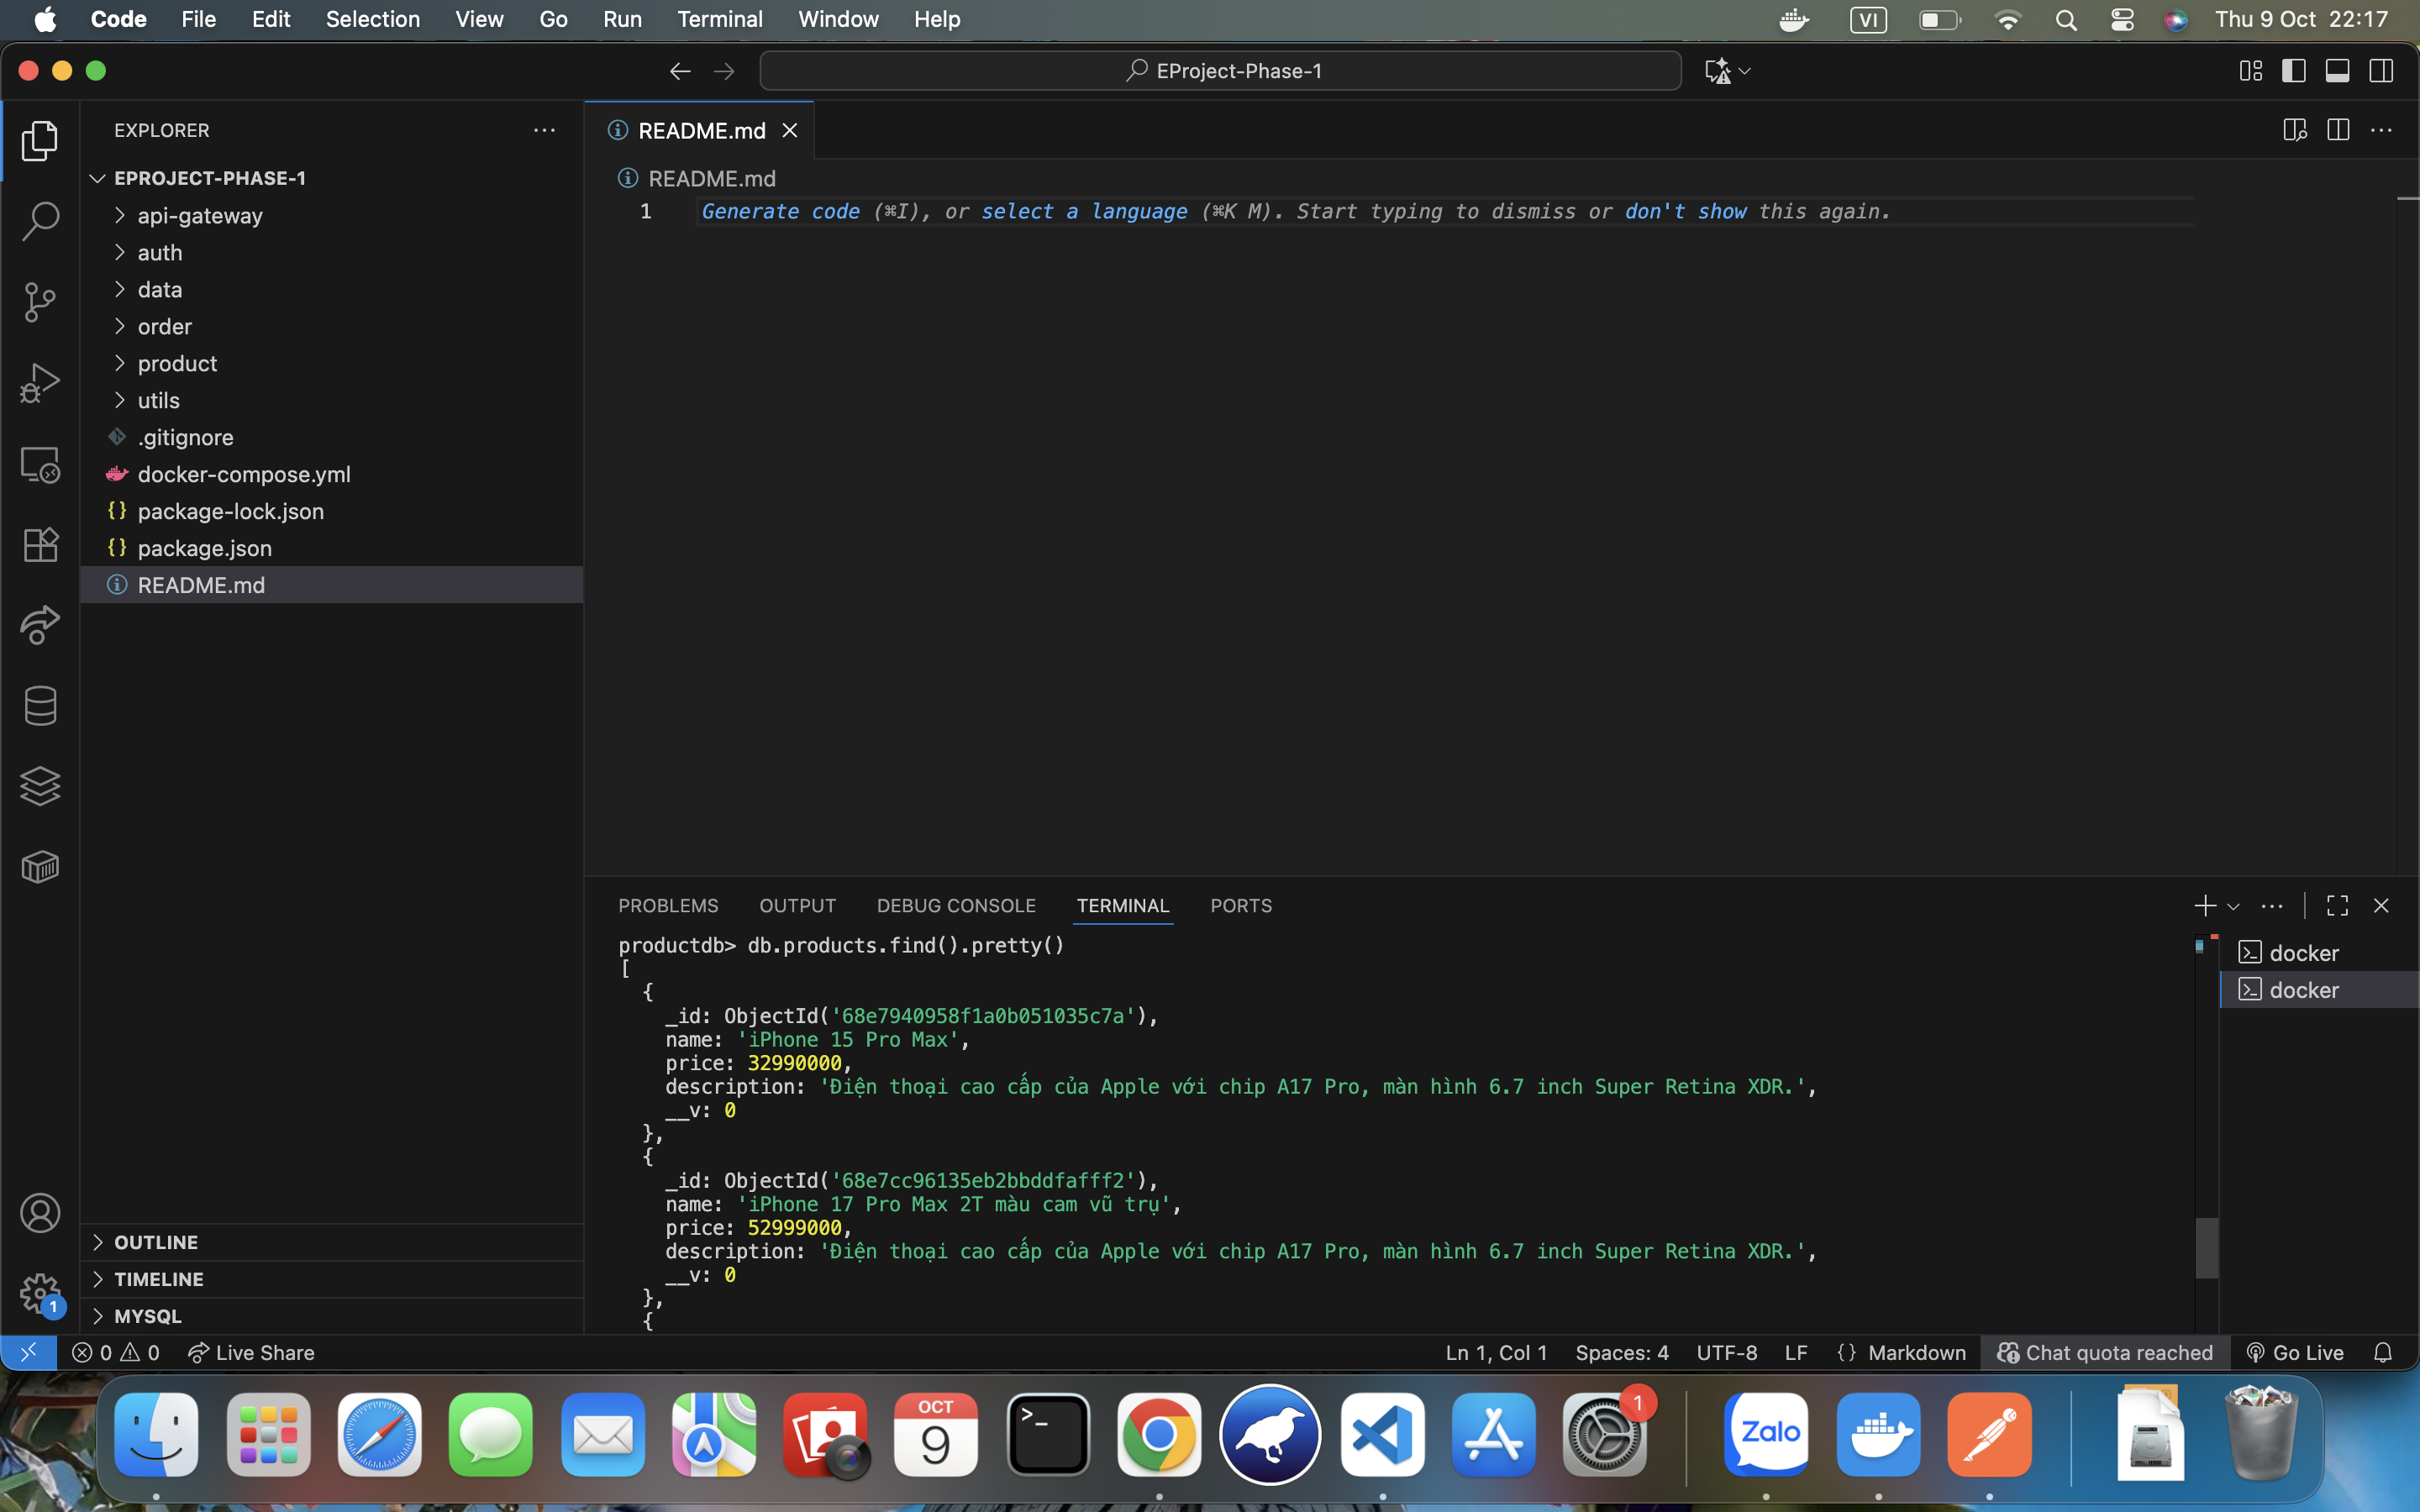 Code File Edit Selection View Go Run Terminal Window Help VI Thu 9 Oct 22:17
EProject-Phase-1
EXPLORER
EPROJECT-PHASE-1
api-gateway
auth
data
order
product
utils
.gitignore
docker-compose.yml
package-lock.json
package.json
README.md
OUTLINE
TIMELINE
MYSQL
1
README.md
README.md
1 Generate code (⌘I), or select a language (⌘K M). Start typing to dismiss or don't show this again.
PROBLEMS OUTPUT DEBUG CONSOLE TERMINAL PORTS
productdb> db.products.find().pretty()
[
{
_id: ObjectId('68e7940958f1a0b051035c7a'),
name: 'iPhone 15 Pro Max',
price: 32990000,
description: 'Điện thoại cao cấp của Apple với chip A17 Pro, màn hình 6.7 inch Super Retina XDR.',
__v: 0
},
{
_id: ObjectId('68e7cc96135eb2bbddfafff2'),
name: 'iPhone 17 Pro Max 2T màu cam vũ trụ',
price: 52999000,
description: 'Điện thoại cao cấp của Apple với chip A17 Pro, màn hình 6.7 inch Super Retina XDR.',
__v: 0
},
{
docker
docker
0 0 Live Share Ln 1, Col 1 Spaces: 4 UTF-8 LF {} Markdown Chat quota reached Go Live
OCT
9
>_
1
Zalo